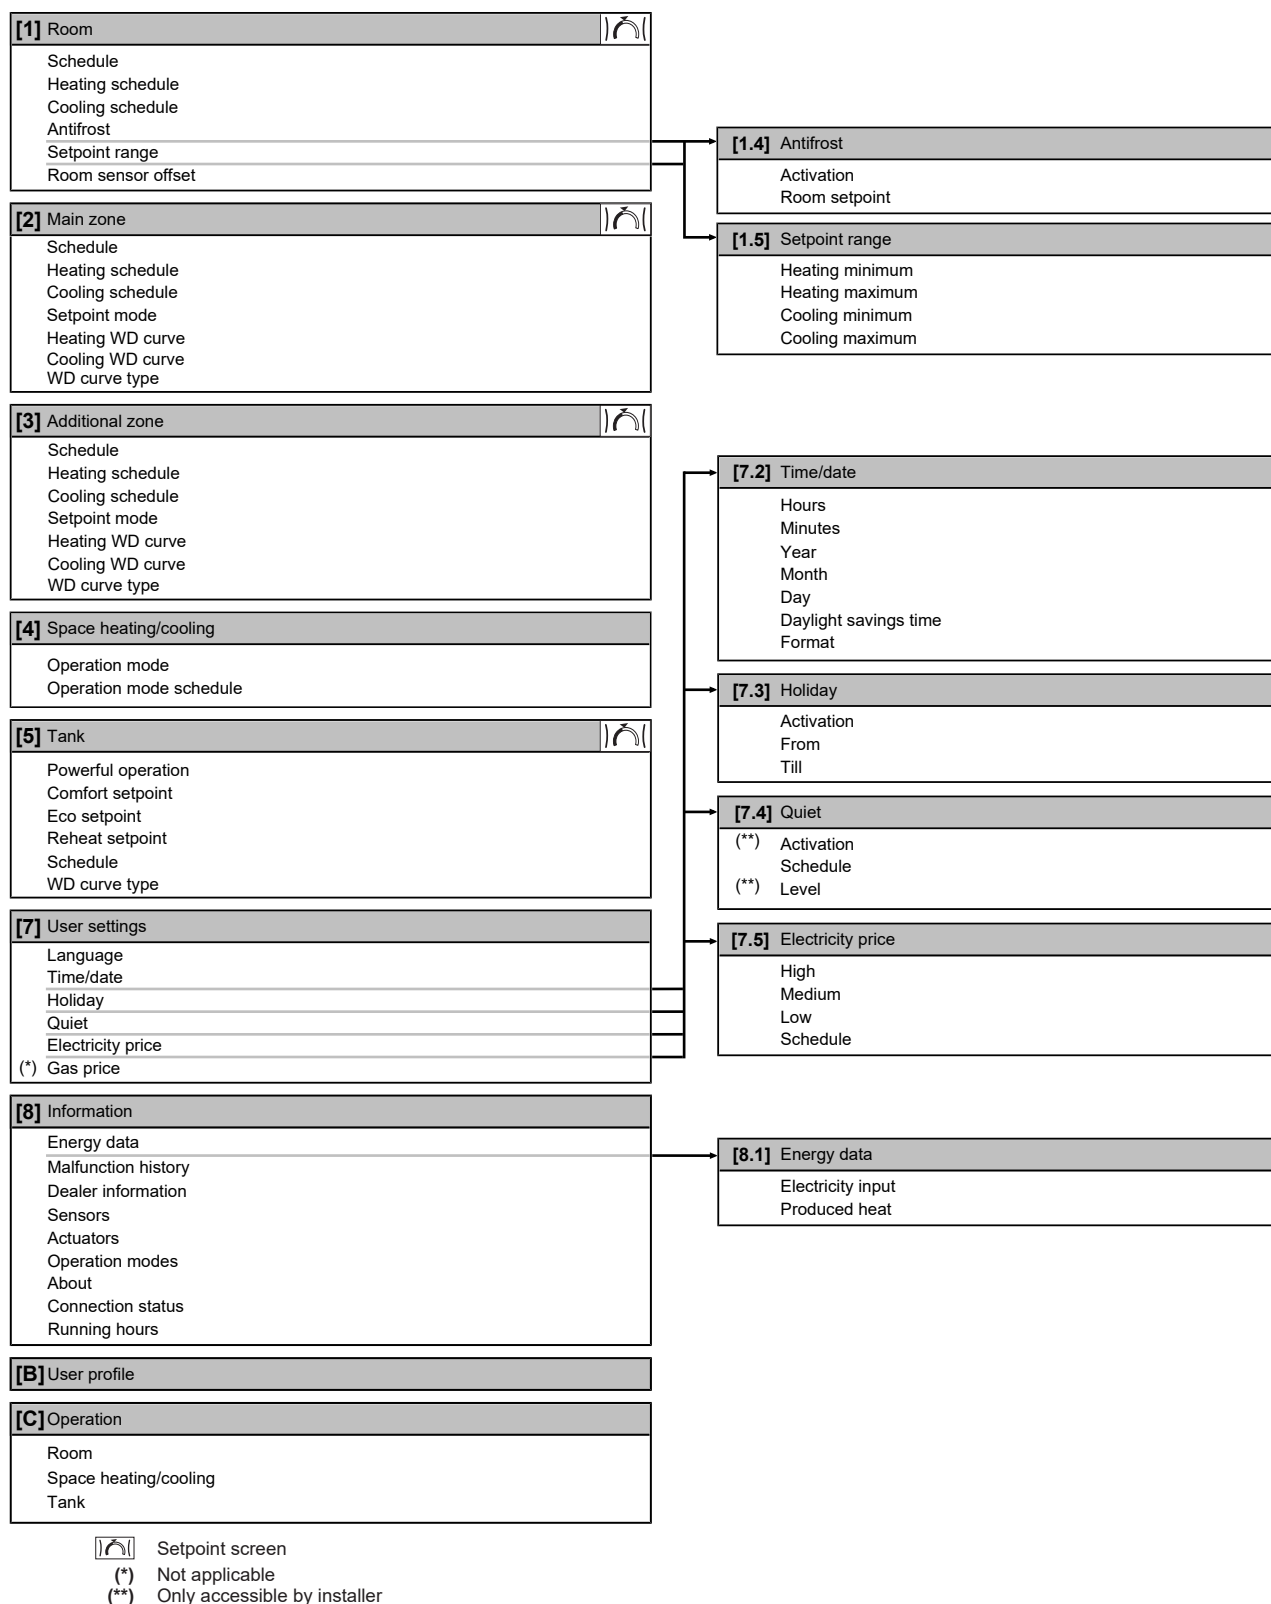 [1] Room
Schedule
Heating schedule
Cooling schedule
Antifrost
Setpoint range
Room sensor offset
[1.4] Antifrost
Activation
Room setpoint
[1.5] Setpoint range
Heating minimum
Heating maximum
Cooling minimum
Cooling maximum
[2] Main zone
Schedule
Heating schedule
Cooling schedule
Setpoint mode
Heating WD curve
Cooling WD curve
WD curve type
[3] Additional zone
Schedule
Heating schedule
Cooling schedule
Setpoint mode
Heating WD curve
Cooling WD curve
WD curve type
[4] Space heating/cooling
Operation mode
Operation mode schedule
[5] Tank
Powerful operation
Comfort setpoint
Eco setpoint
Reheat setpoint
Schedule
WD curve type
[7] User settings
Language
Time/date
Holiday
Quiet
Electricity price
(*) Gas price
[7.2] Time/date
Hours
Minutes
Year
Month
Day
Daylight savings time
Format
[7.3] Holiday
Activation
From
Till
[7.4] Quiet
(**) Activation
Schedule
(**) Level
[7.5] Electricity price
High
Medium
Low
Schedule
[8] Information
Energy data
Malfunction history
Dealer information
Sensors
Actuators
Operation modes
About
Connection status
Running hours
[8.1] Energy data
Electricity input
Produced heat
[B] User profile
[C] Operation
Room
Space heating/cooling
Tank
Setpoint screen
(*) Not applicable
(**) Only accessible by installer